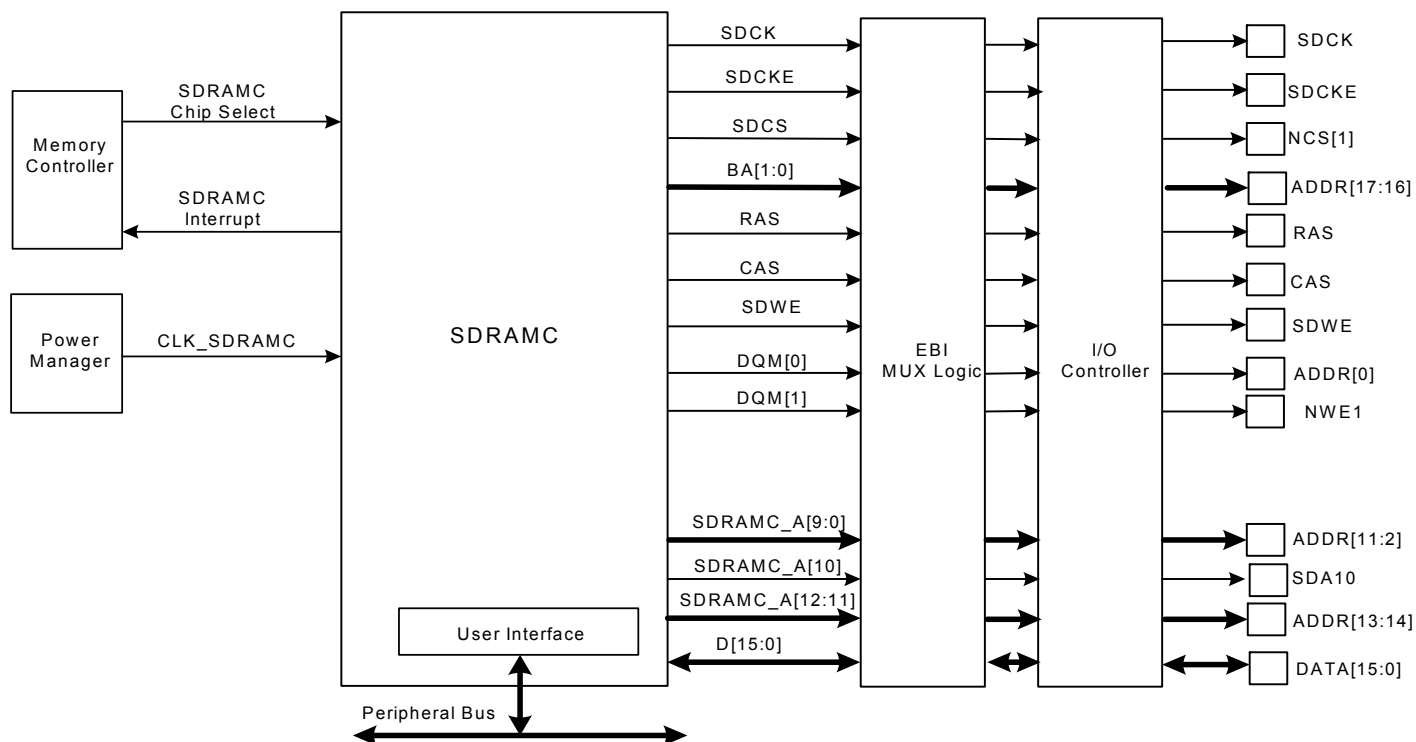 SDCK
SDCK
SDCKE
SDCKE
SDRAMC
Chip Select
SDCS
NCS[1]
Memory
Controller
BA[1:0]
ADDR[17:16]
SDRAMC
Interrupt
RAS
RAS
CAS
CAS
SDWE
SDWE
Power
Manager
CLK_SDRAMC
SDRAMC
EBI
MUX Logic
I/O
Controller
DQM[0]
ADDR[0]
DQM[1]
NWE1
SDRAMC_A[9:0]
ADDR[11:2]
SDRAMC_A[10]
SDA10
SDRAMC_A[12:11]
ADDR[13:14]
User Interface
D[15:0]
DATA[15:0]
Peripheral Bus